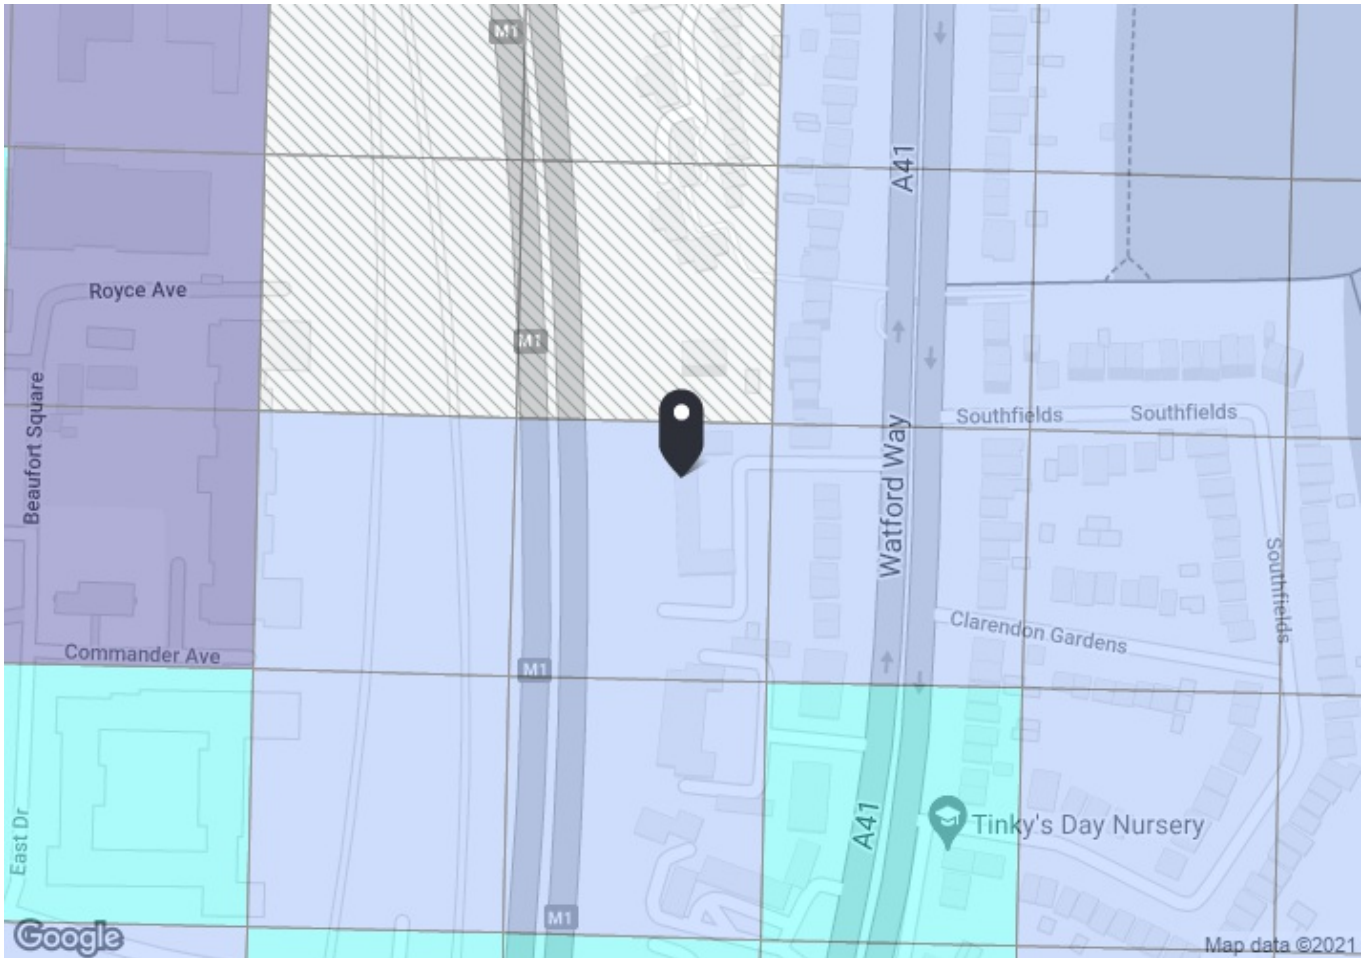 M1
A41
Royce Ave
M1
Beaufort Square
Southfields
Southfields
Watford Way
Southfields
Clarendon Gardens
Commander Ave
M1
East Dr
A41
Tinky's Day Nursery
M1
Google
Map data ©2021